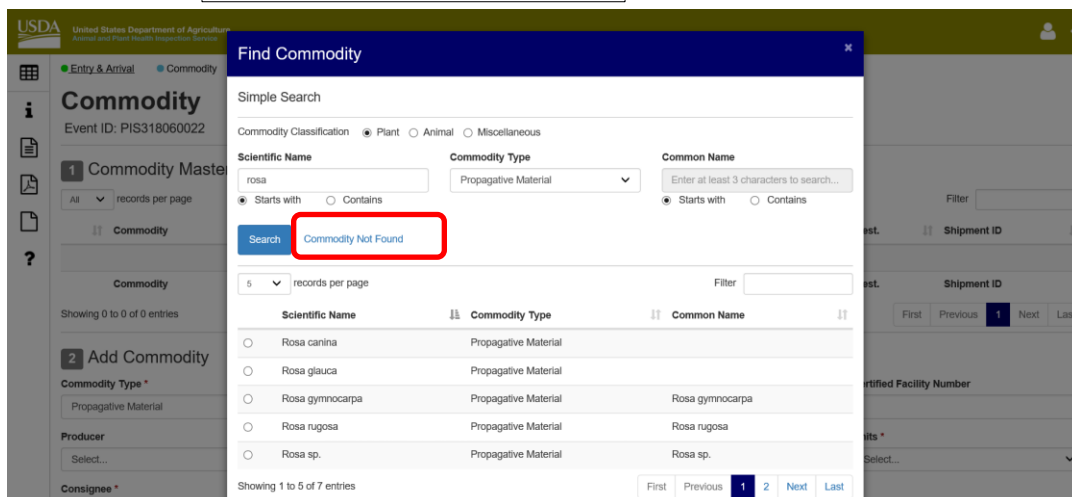 USDA
United States Department of Agriculture
Animal and Plant Health Inspection Service
Entry & Arrival Commodity
Commodity
Event ID: PIS318060022
1 Commodity Master
All records per page
Filter
Commodity
est. Shipment ID
Commodity
est. Shipment ID
Showing 0 to 0 of 0 entries
First Previous 1 Next Las
2 Add Commodity
Commodity Type *
rtified Facility Number
Propagative Material
Producer
its *
Select...
Select...
Consignee *
Find Commodity
×
Simple Search
Commodity Classification Plant Animal Miscellaneous
Scientific Name Commodity Type Common Name
rosa Propagative Material Enter at least 3 characters to search...
Starts with Contains Starts with Contains
Search Commodity Not Found
5 records per page Filter
Scientific Name Commodity Type Common Name
Rosa canina Propagative Material
Rosa glauca Propagative Material
Rosa gymnocarpa Propagative Material Rosa gymnocarpa
Rosa rugosa Propagative Material Rosa rugosa
Rosa sp. Propagative Material Rosa sp.
Showing 1 to 5 of 7 entries First Previous 1 2 Next Last